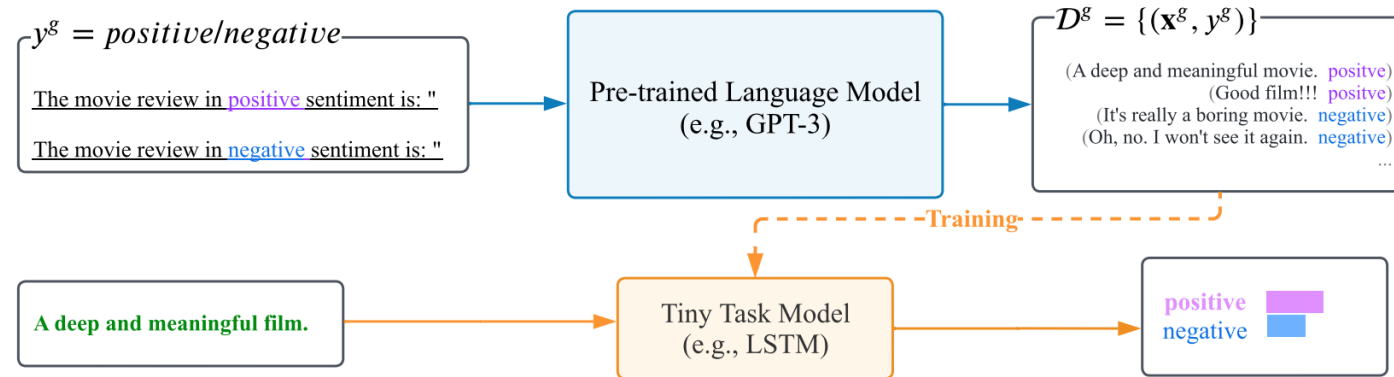 y^g = positive/negative
The movie review in positive sentiment is: "
The movie review in negative sentiment is: "
Pre-trained Language Model
(e.g., GPT-3)
𝒟^g = {(𝐱^g, y^g)}
(A deep and meaningful movie. positve)
(Good film!!! positve)
(It's really a boring movie. negative)
(Oh, no. I won't see it again. negative)
...
Training
A deep and meaningful film.
Tiny Task Model
(e.g., LSTM)
positive
negative